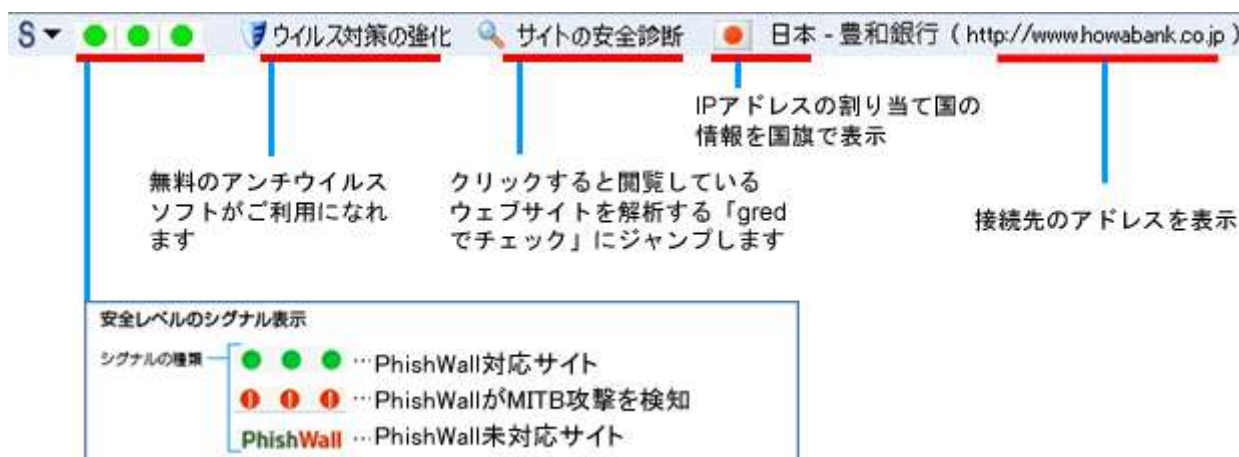 S ウイルス対策の強化 サイトの安全診断 日本 - 豊和銀行 ( http://www.howabank.co.jp )
IPアドレスの割り当て国の
情報を国旗で表示
無料のアンチウイルス
ソフトがご利用になれ
ます
クリックすると閲覧している
ウェブサイトを解析する「gred
でチェック」にジャンプします
接続先のアドレスを表示
安全レベルのシグナル表示
シグナルの種類
…PhishWall対応サイト
…PhishWallがMITB攻撃を検知
PhishWall …PhishWall未対応サイト